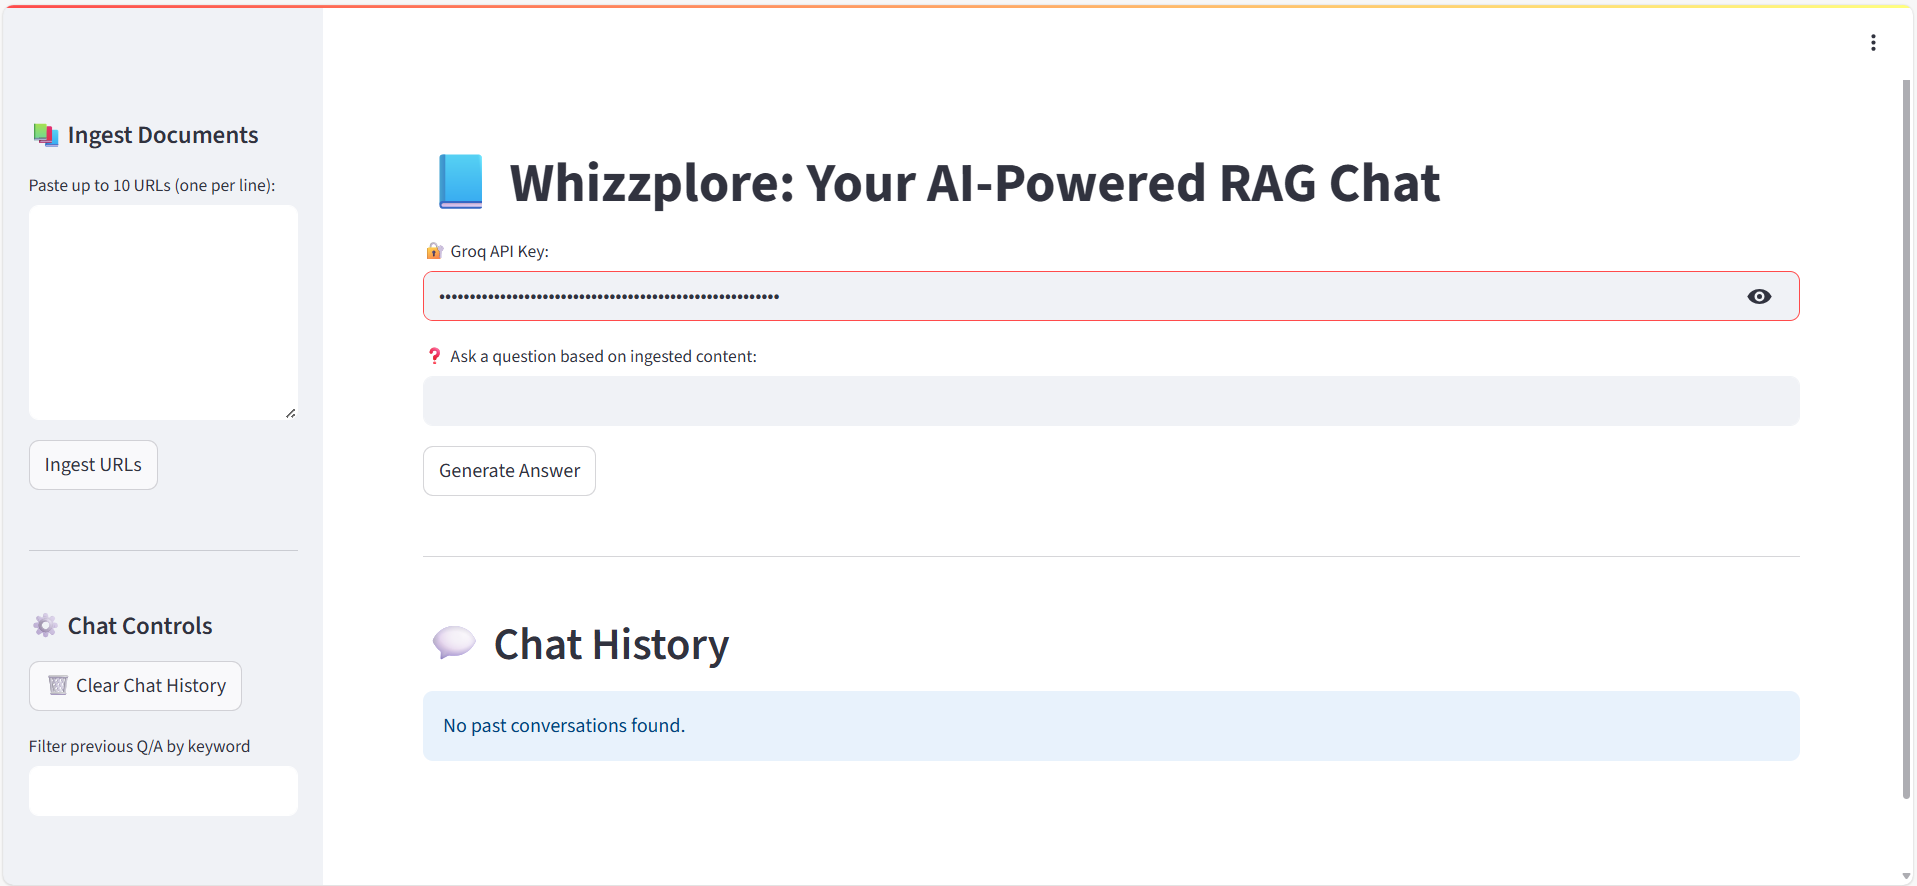 Ingest Documents
Paste up to 10 URLs (one per line):
Ingest URLs
Chat Controls
Clear Chat History
Filter previous Q/A by keyword
Whizzplore: Your AI-Powered RAG Chat
Groq API Key:
Ask a question based on ingested content:
Generate Answer
Chat History
No past conversations found.